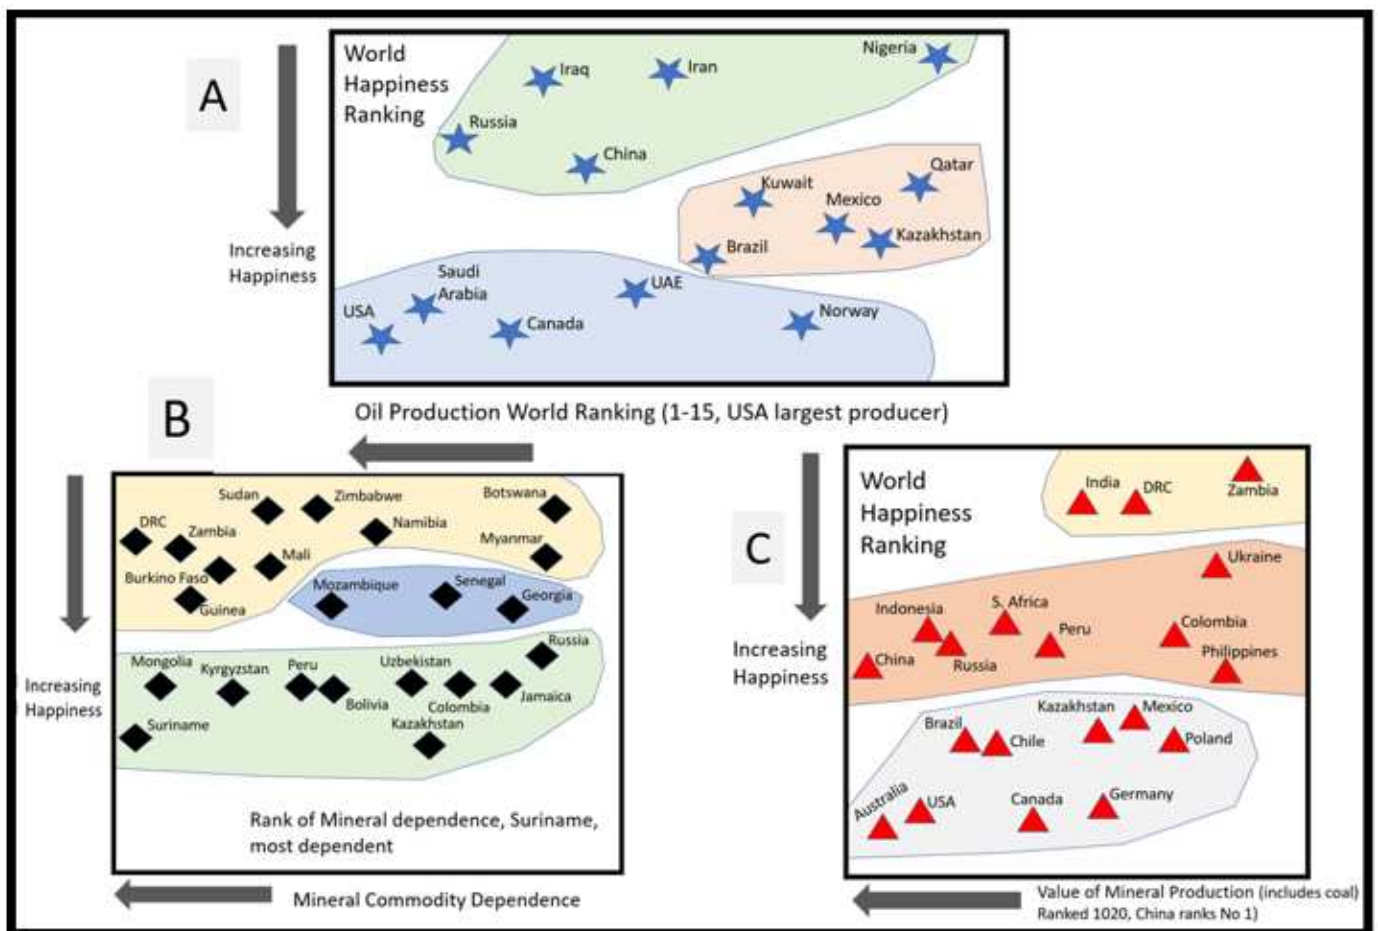 A
World
Happiness
Ranking
Nigeria
Iraq
Iran
Russia
China
Qatar
Kuwait
Mexico
Kazakhstan
Brazil
Increasing
Happiness
Saudi
Arabia
UAE
USA
Canada
Norway
Oil Production World Ranking (1-15, USA largest producer)
B
Sudan
Zimbabwe
Botswana
DRC
Zambia
Namibia
Myanmar
Mali
Burkino Faso
Guinea
Mozambique
Senegal
Georgia
Russia
Mongolia
Kyrgyzstan
Peru
Uzbekistan
Bolivia
Colombia
Jamaica
Kazakhstan
Suriname
Increasing
Happiness
Rank of Mineral dependence, Suriname,
most dependent
Mineral Commodity Dependence
C
World
Happiness
Ranking
India
DRC
Zambia
Ukraine
Indonesia
S. Africa
Colombia
Peru
China
Russia
Philippines
Increasing
Happiness
Kazakhstan
Mexico
Brazil
Chile
Poland
Australia
USA
Canada
Germany
Value of Mineral Production (includes coal)
Ranked 1020, China ranks No 1)